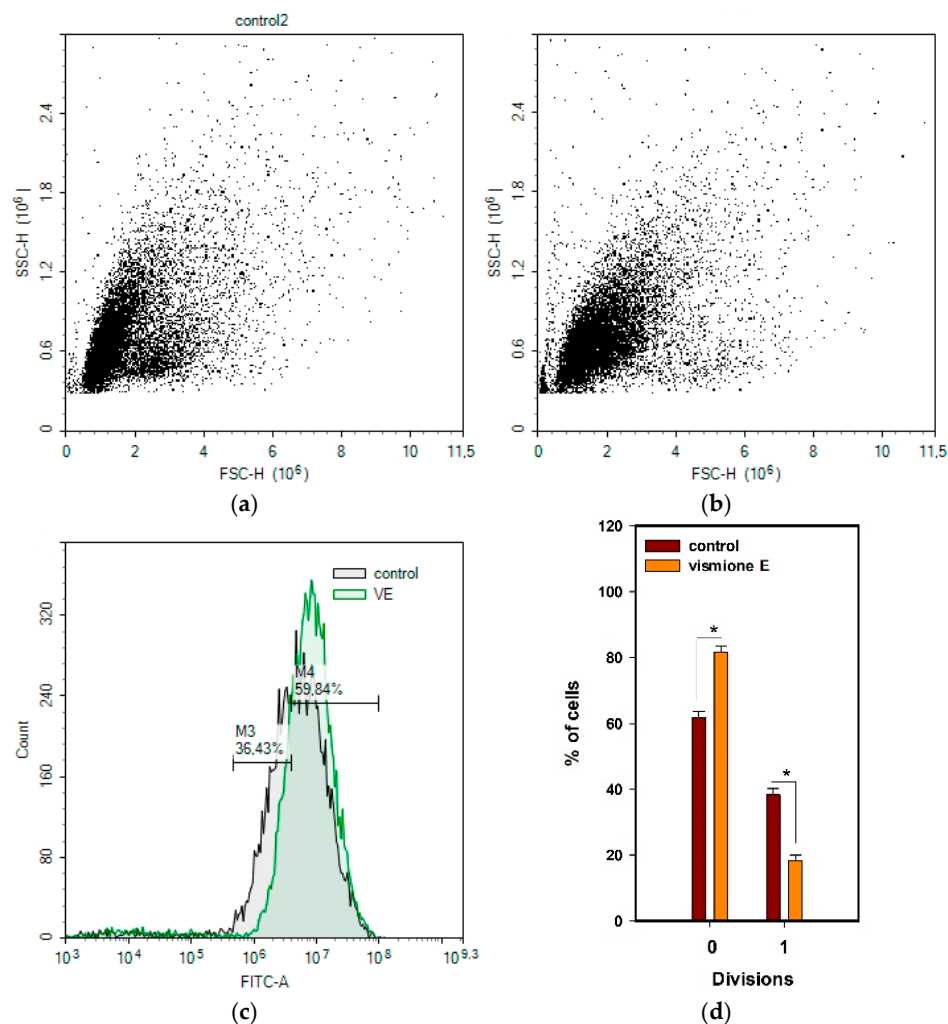 control2
SSC-H (10⁶)
2.4
1.8
1.2
0.6
0
0 2 4 6 8 10 11,5
FSC-H (10⁶)
(a)
SSC-H (10⁶)
2.4
1.8
1.2
0.6
0
0 2 4 6 8 10 11,5
FSC-H (10⁶)
(b)
control
VE
Count
320
240
160
80
0
M4
59,84%
M3
36,43%
10³ 10⁴ 10⁵ 10⁶ 10⁷ 10⁸ 10⁹·³
FITC-A
(c)
control
vismione E
% of cells
120
100
80
60
40
20
0
*
*
0 1
Divisions
(d)